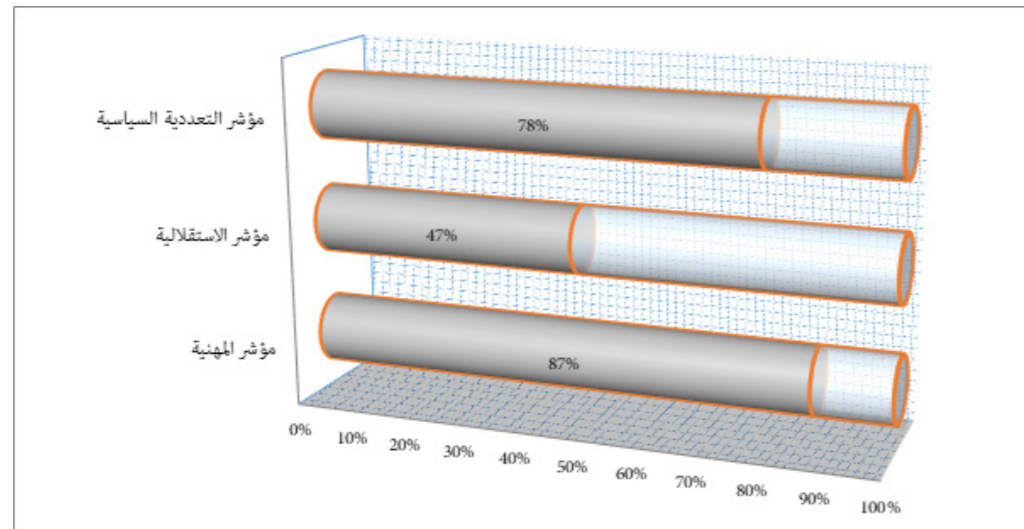 مؤشر التعددية السياسية
78%
مؤشر الاستقلالية
47%
مؤشر المهنية
87%
0% 10% 20% 30% 40% 50% 60% 70% 80% 90% 100%